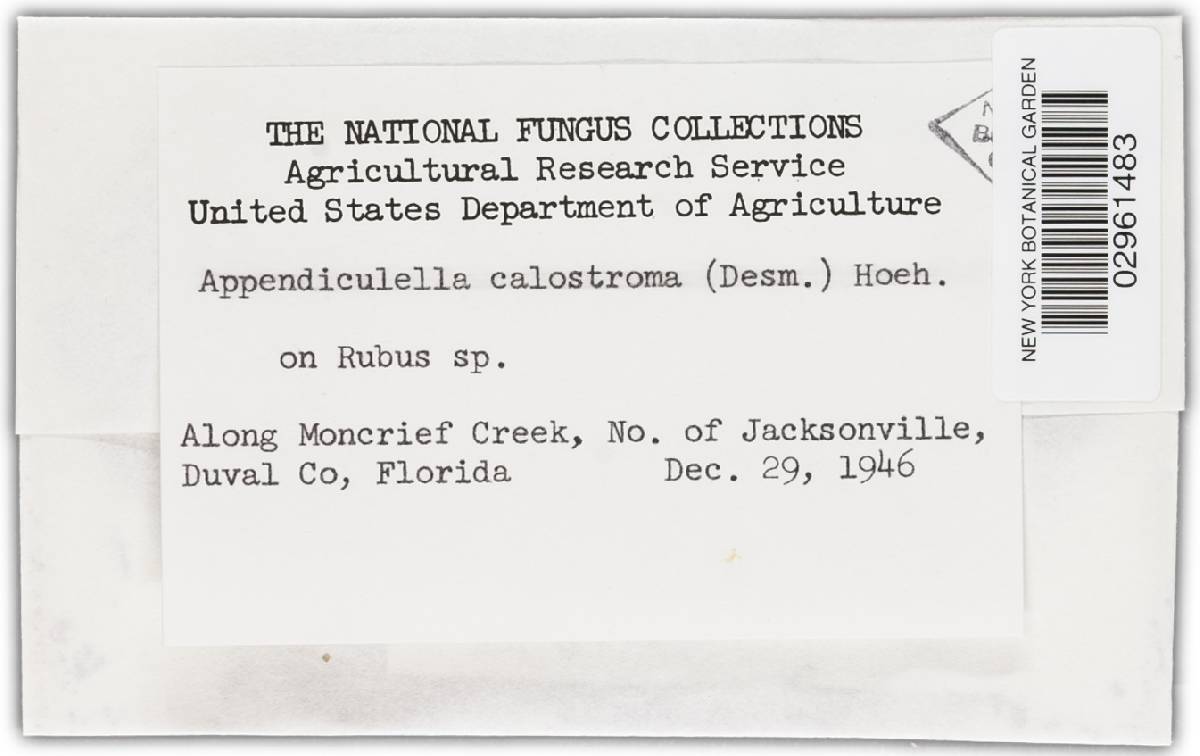 THE NATIONAL FUNGUS COLLECTIONS
Agricultural Research Service
United States Department of Agriculture
Appendiculella calostroma (Desm.) Hoeh.
on Rubus sp.
Along Moncrief Creek, No. of Jacksonville,
Duval Co, Florida Dec. 29, 1946
NEW YORK BOTANICAL GARDEN
02961483